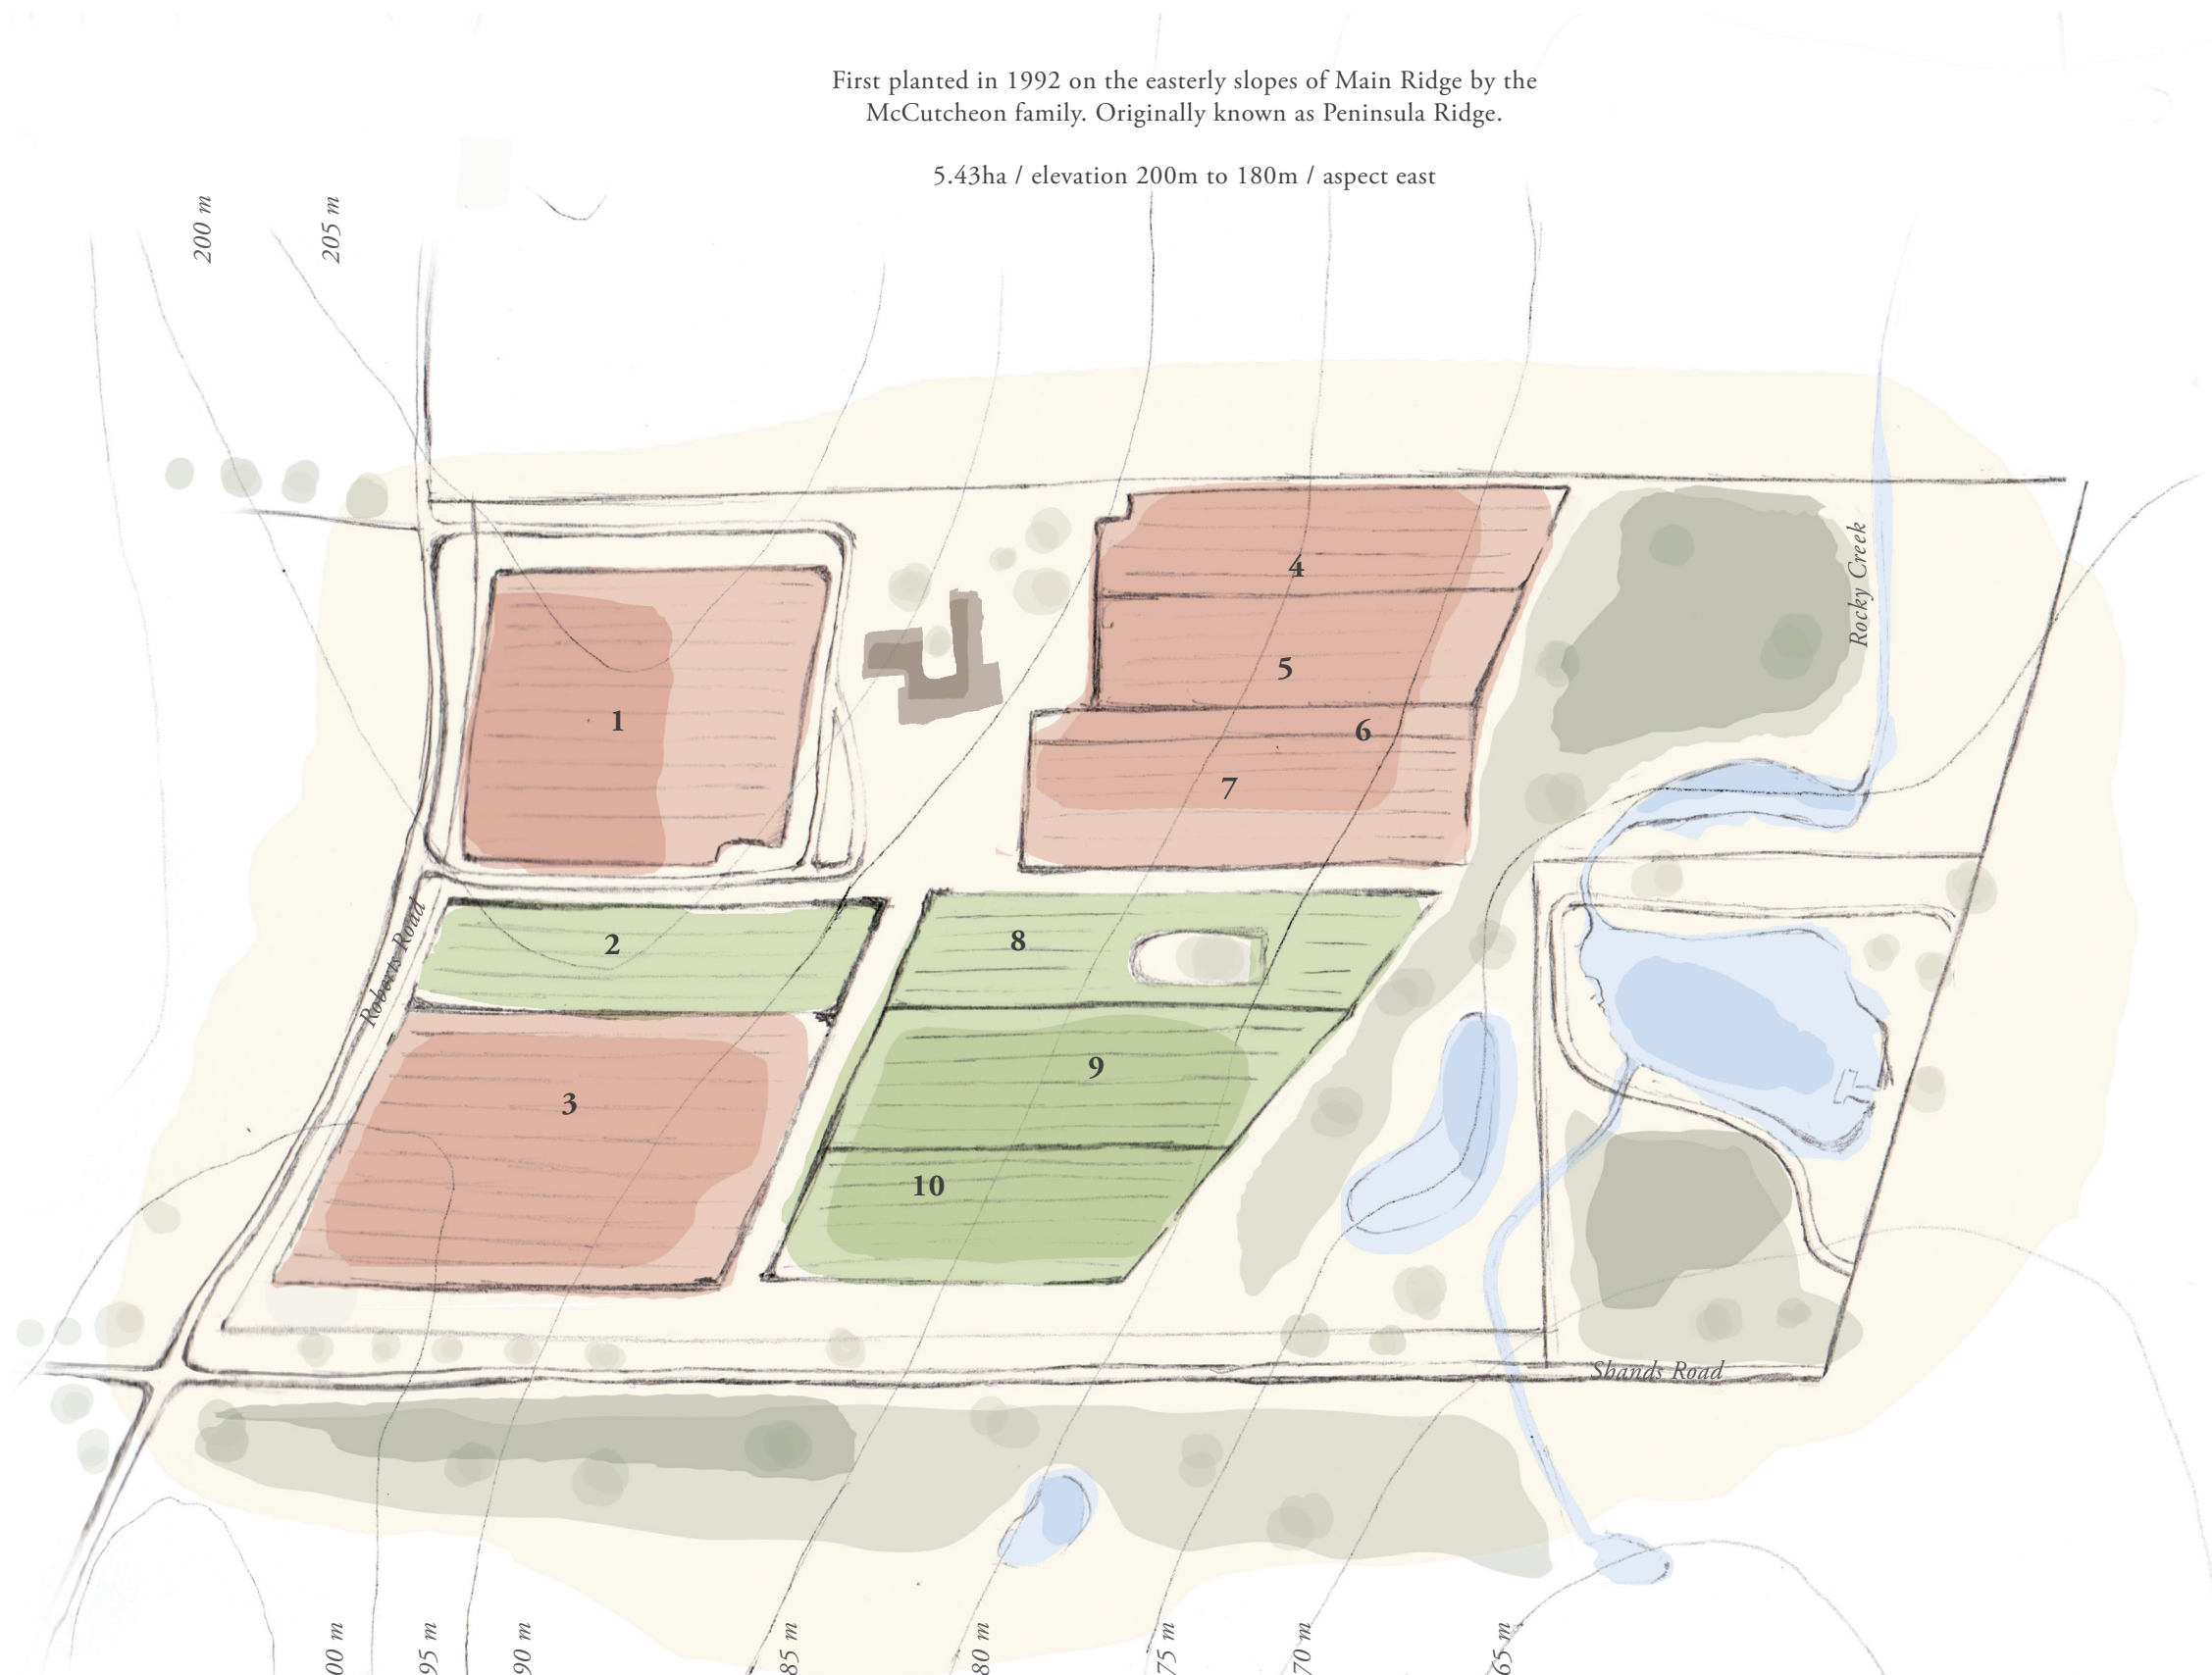 First planted in 1992 on the easterly slopes of Main Ridge by the
McCutcheon family. Originally known as Peninsula Ridge.
5.43ha / elevation 200m to 180m / aspect east
200 m
205 m
4
Rocky Creek
5
1
6
7
Roberts Road
2
8
9
3
10
Shands Road
00 m
95 m
90 m
85 m
80 m
75 m
70 m
65 m